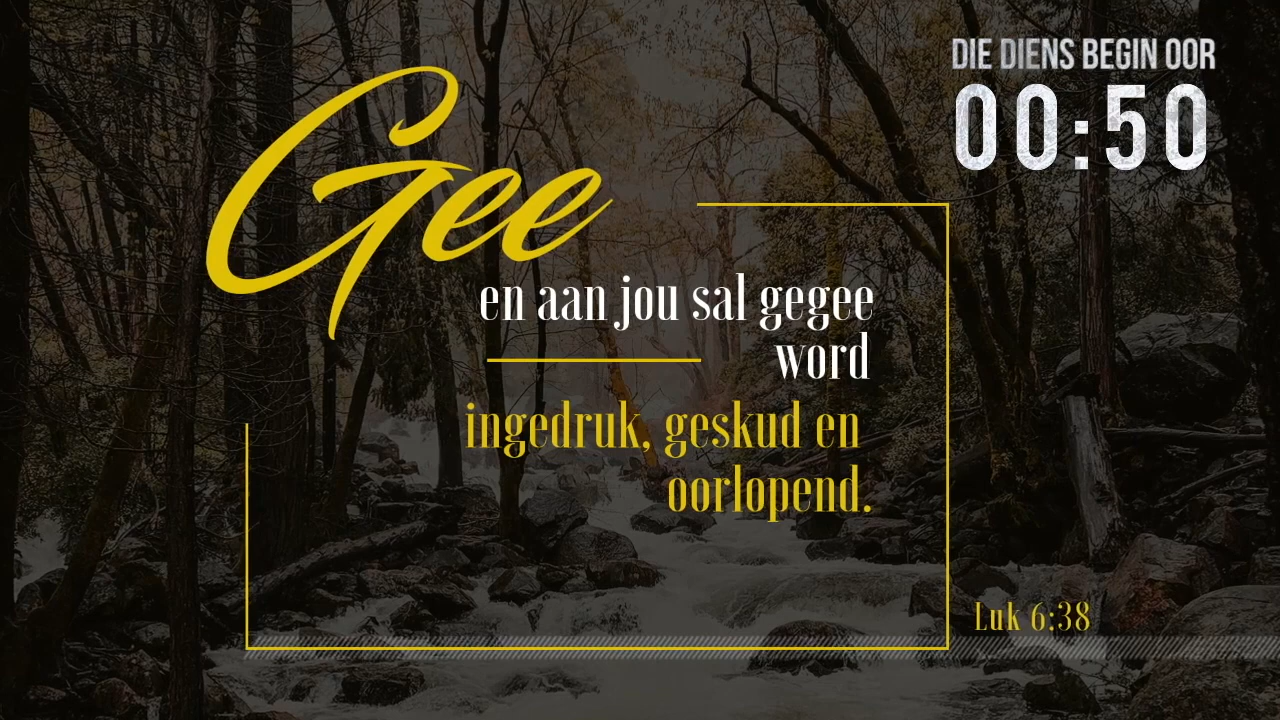 DIE DIENS BEGIN OOR
00:50
Gee
en aan jou sal gegee
word
ingedruk, geskud en
oorlopend.
Luk 6:38